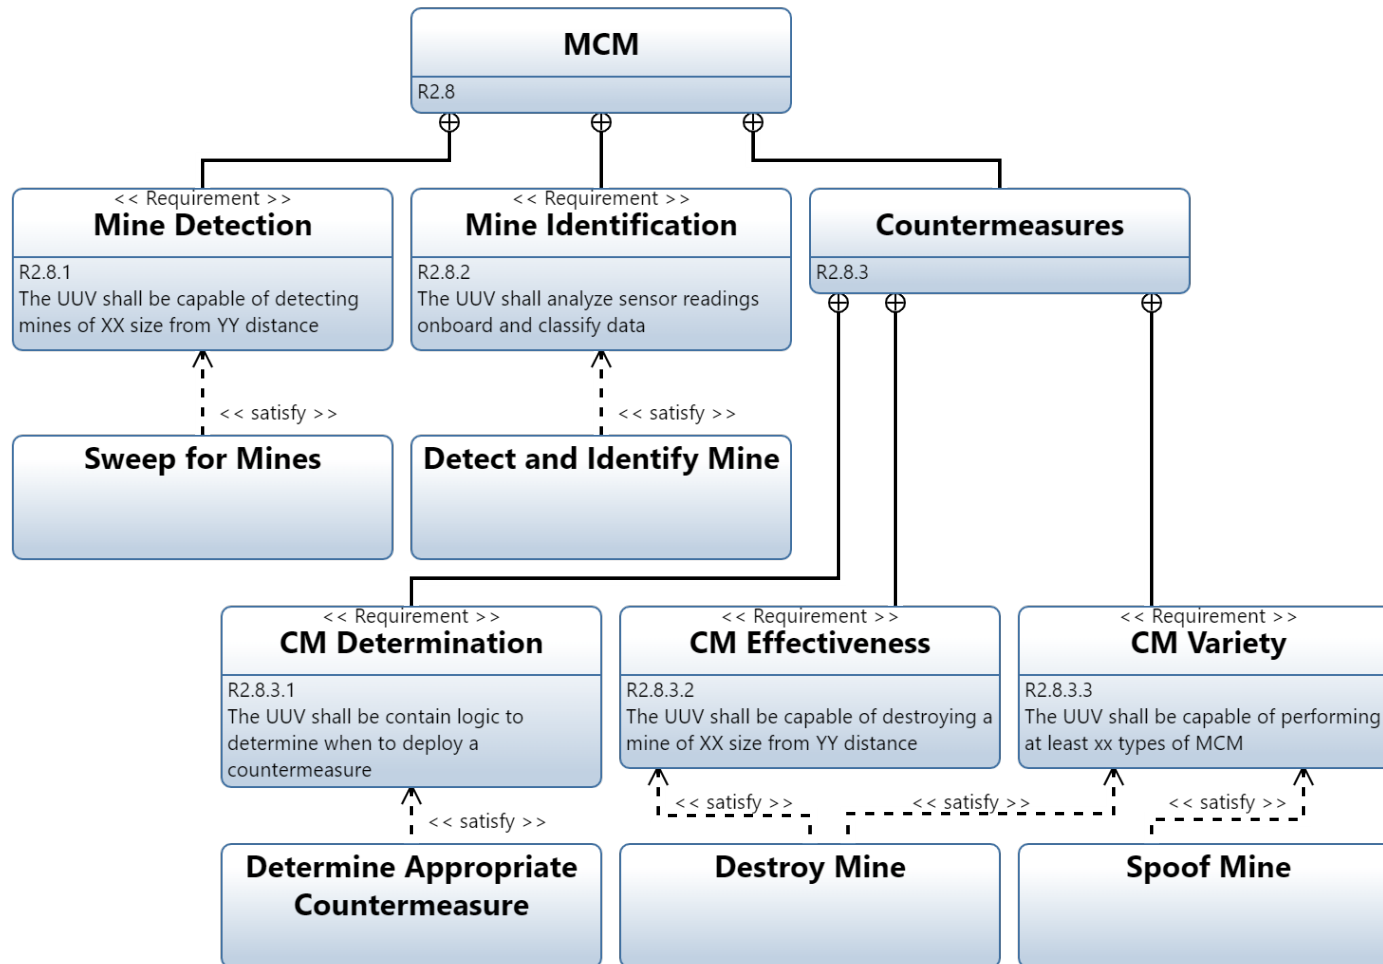 MCM
R2.8
<< Requirement >>
Mine Detection
R2.8.1
The UUV shall be capable of detecting
mines of XX size from YY distance
<< Requirement >>
Mine Identification
R2.8.2
The UUV shall analyze sensor readings
onboard and classify data
Countermeasures
R2.8.3
<< satisfy >>
<< satisfy >>
Sweep for Mines
Detect and Identify Mine
<< Requirement >>
CM Determination
R2.8.3.1
The UUV shall be contain logic to
determine when to deploy a
countermeasure
<< Requirement >>
CM Effectiveness
R2.8.3.2
The UUV shall be capable of destroying a
mine of XX size from YY distance
<< Requirement >>
CM Variety
R2.8.3.3
The UUV shall be capable of performing
at least xx types of MCM
<< satisfy >>
<< satisfy >>
<< satisfy >>
<< satisfy >>
Determine Appropriate
Countermeasure
Destroy Mine
Spoof Mine